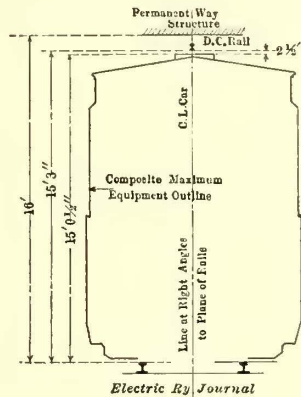 Permanent Way
Structure
D.C. Rail
2½"
C.L. Car
Composite Maximum
Equipment Outline
16'
15'3"
15'0½"
Line at Right Angles
to Plane of Rails
Electric Ry Journal